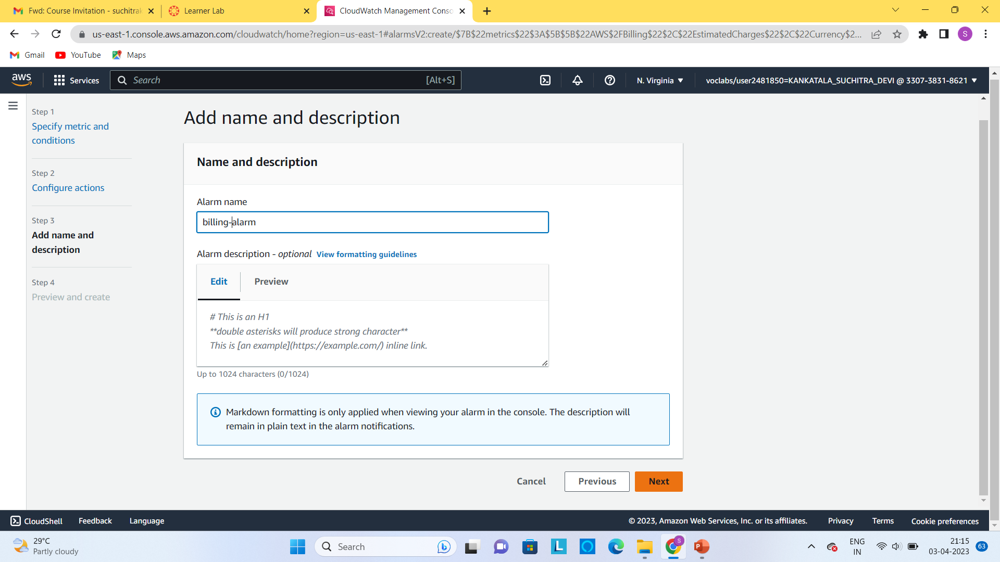 Fwd: Course Invitation - suchitrak
Learner Lab
CloudWatch Management Conso
us-east-1.console.aws.amazon.com/cloudwatch/home?region=us-east-1#alarmsV2:create/$7B$22metrics$22$3A$5B$5B$22AWS$2FBilling$22$2C$22EstimatedCharges$22$2C$22Currency$2...
S
Gmail
YouTube
Maps
aws
Services
Search
[Alt+S]
N. Virginia
voclabs/user2481850=KANKATALA_SUCHITRA_DEVI @ 3307-3831-8621
Step 1
Specify metric and
conditions
Step 2
Configure actions
Step 3
Add name and
description
Step 4
Preview and create
Add name and description
Name and description
Alarm name
billing-alarm
Alarm description - optional View formatting guidelines
Edit
Preview
# This is an H1
**double asterisks will produce strong character**
This is [an example](https://example.com/) inline link.
Up to 1024 characters (0/1024)
Markdown formatting is only applied when viewing your alarm in the console. The description will
remain in plain text in the alarm notifications.
Cancel
Previous
Next
CloudShell
Feedback
Language
© 2023, Amazon Web Services, Inc. or its affiliates.
Privacy
Terms
Cookie preferences
29°C
Partly cloudy
Search
b
L
S
P
ENG
IN
21:15
03-04-2023
63